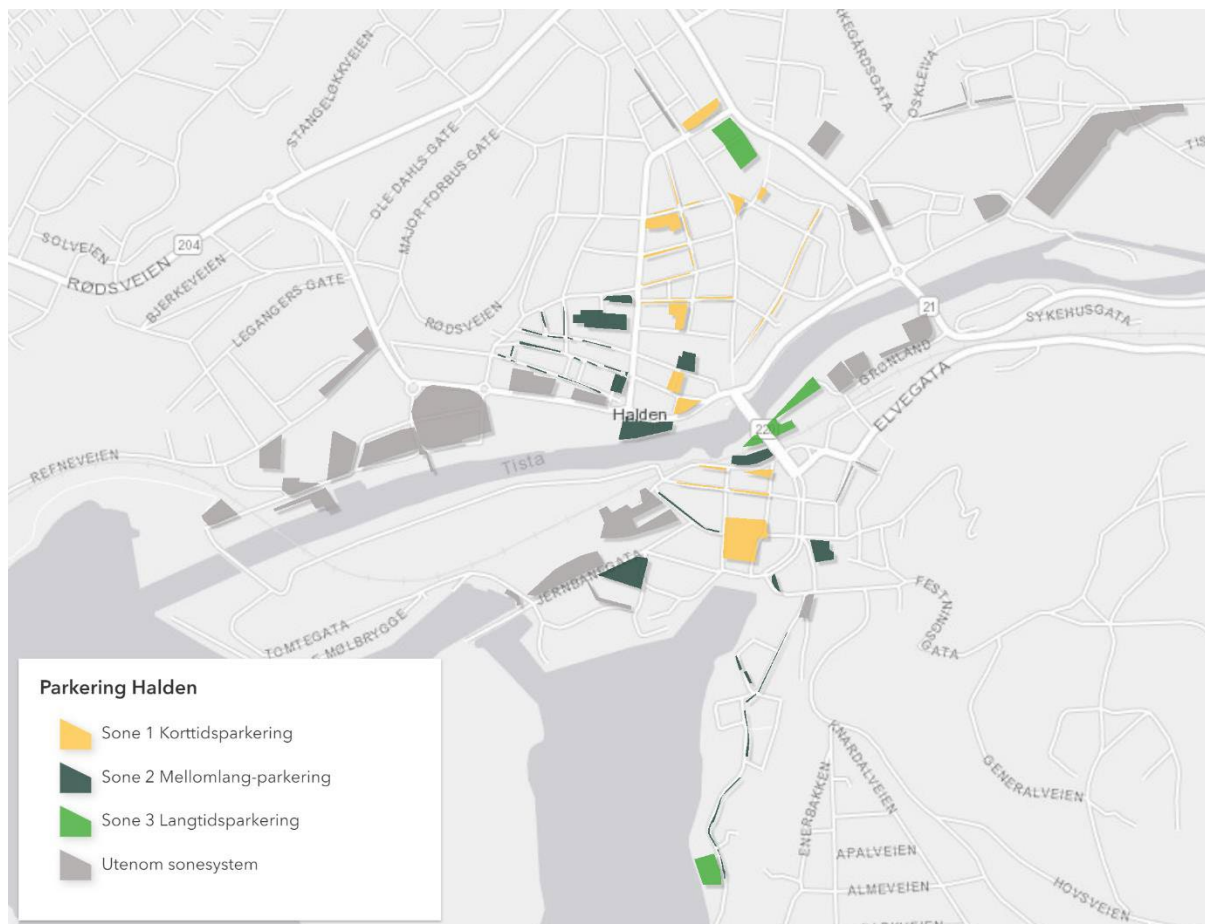 STANGELØKKVEIEN
OLE DAHLS GATE
MAJOR FORBUS GATE
KEGÅRDSGATA
OSKLEIVA
TIS
SOLVEIEN
204
RØDSVEIEN
BJERKEVEIEN
LEGANGERS GATE
RØDSVEIEN
21
SYKEHUSGATA
GRØNLAND
ELVEGATA
Halden
22
REFNEVEIEN
Tista
JERNBANEGATA
FESTNINGSGATA
TOMTEGATA
E MØLBRYGGE
KNARDALVEIEN
GENERALVEIEN
ENERBAKKEN
APALVEIEN
ALMEVEIEN
HOVSVEIEN
Parkering Halden
Sone 1 Korttidsparkering
Sone 2 Mellomlang-parkering
Sone 3 Langtidsparkering
Utenom sonesystem